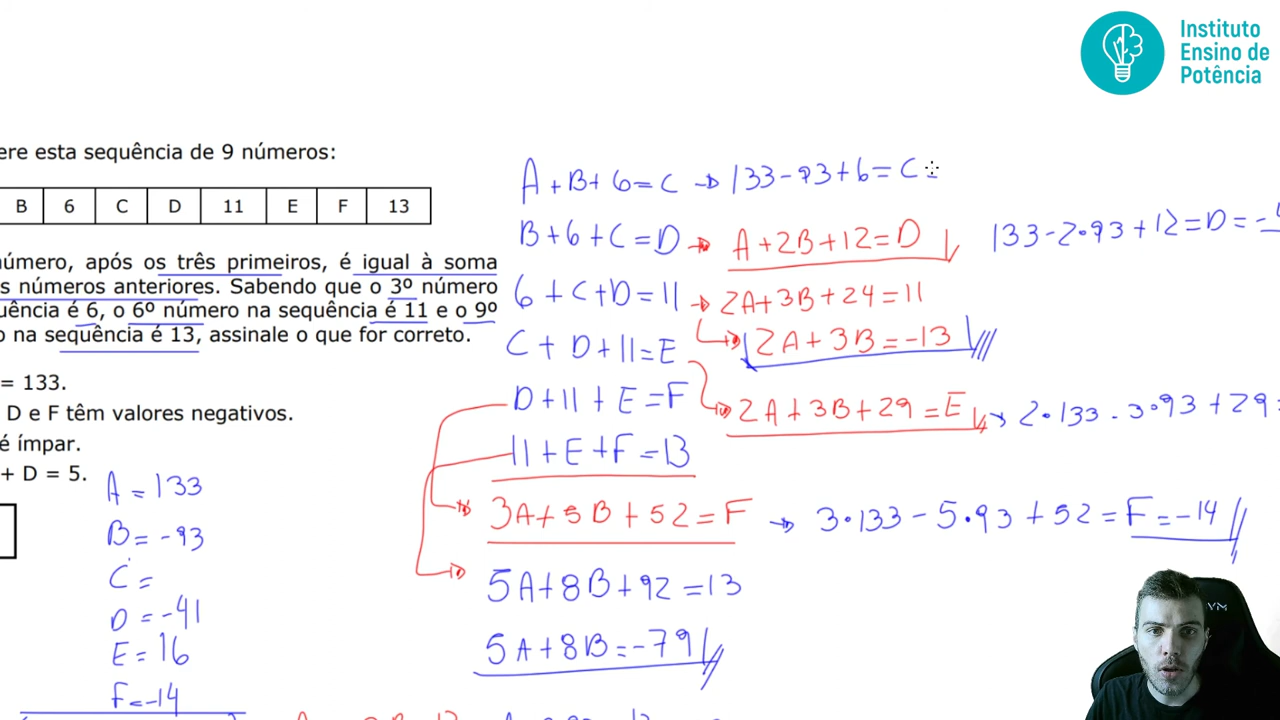 Instituto
Ensino de
Potência
ere esta sequência de 9 números:
B 6 C D 11 E F 13
número, após os três primeiros, é igual à soma
s números anteriores. Sabendo que o 3º número
uência é 6, o 6º número na sequência é 11 e o 9º
o na sequência é 13, assinale o que for correto.
= 133.
D e F têm valores negativos.
é ímpar.
+ D = 5.
A = 133
B = -93
C =
D = -41
E = 16
F = -14
A + B + 6 = C → 133 - 93 + 6 = C =
B + 6 + C = D → A + 2B + 12 = D
133 - 2•93 + 12 = D = -
6 + C + D = 11 → 2A + 3B + 24 = 11
2A + 3B = -13
C + D + 11 = E
2A + 3B + 29 = E → 2•133 - 3•93 + 29 =
D + 11 + E = F
11 + E + F = 13
3A + 5B + 52 = F → 3•133 - 5•93 + 52 = F = -14
5A + 8B + 92 = 13
5A + 8B = -79